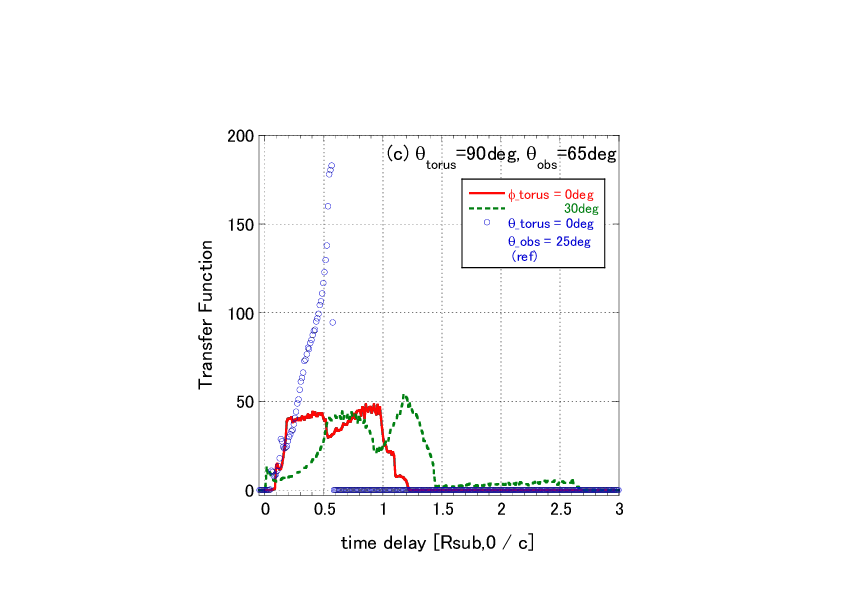 (c) θtorus=90deg, θobs=65deg
φ_torus = 0deg
30deg
θ_torus = 0deg
θ_obs = 25deg
(ref)
Transfer Function
200
150
100
50
0
0 0.5 1 1.5 2 2.5 3
time delay [Rsub,0 / c]